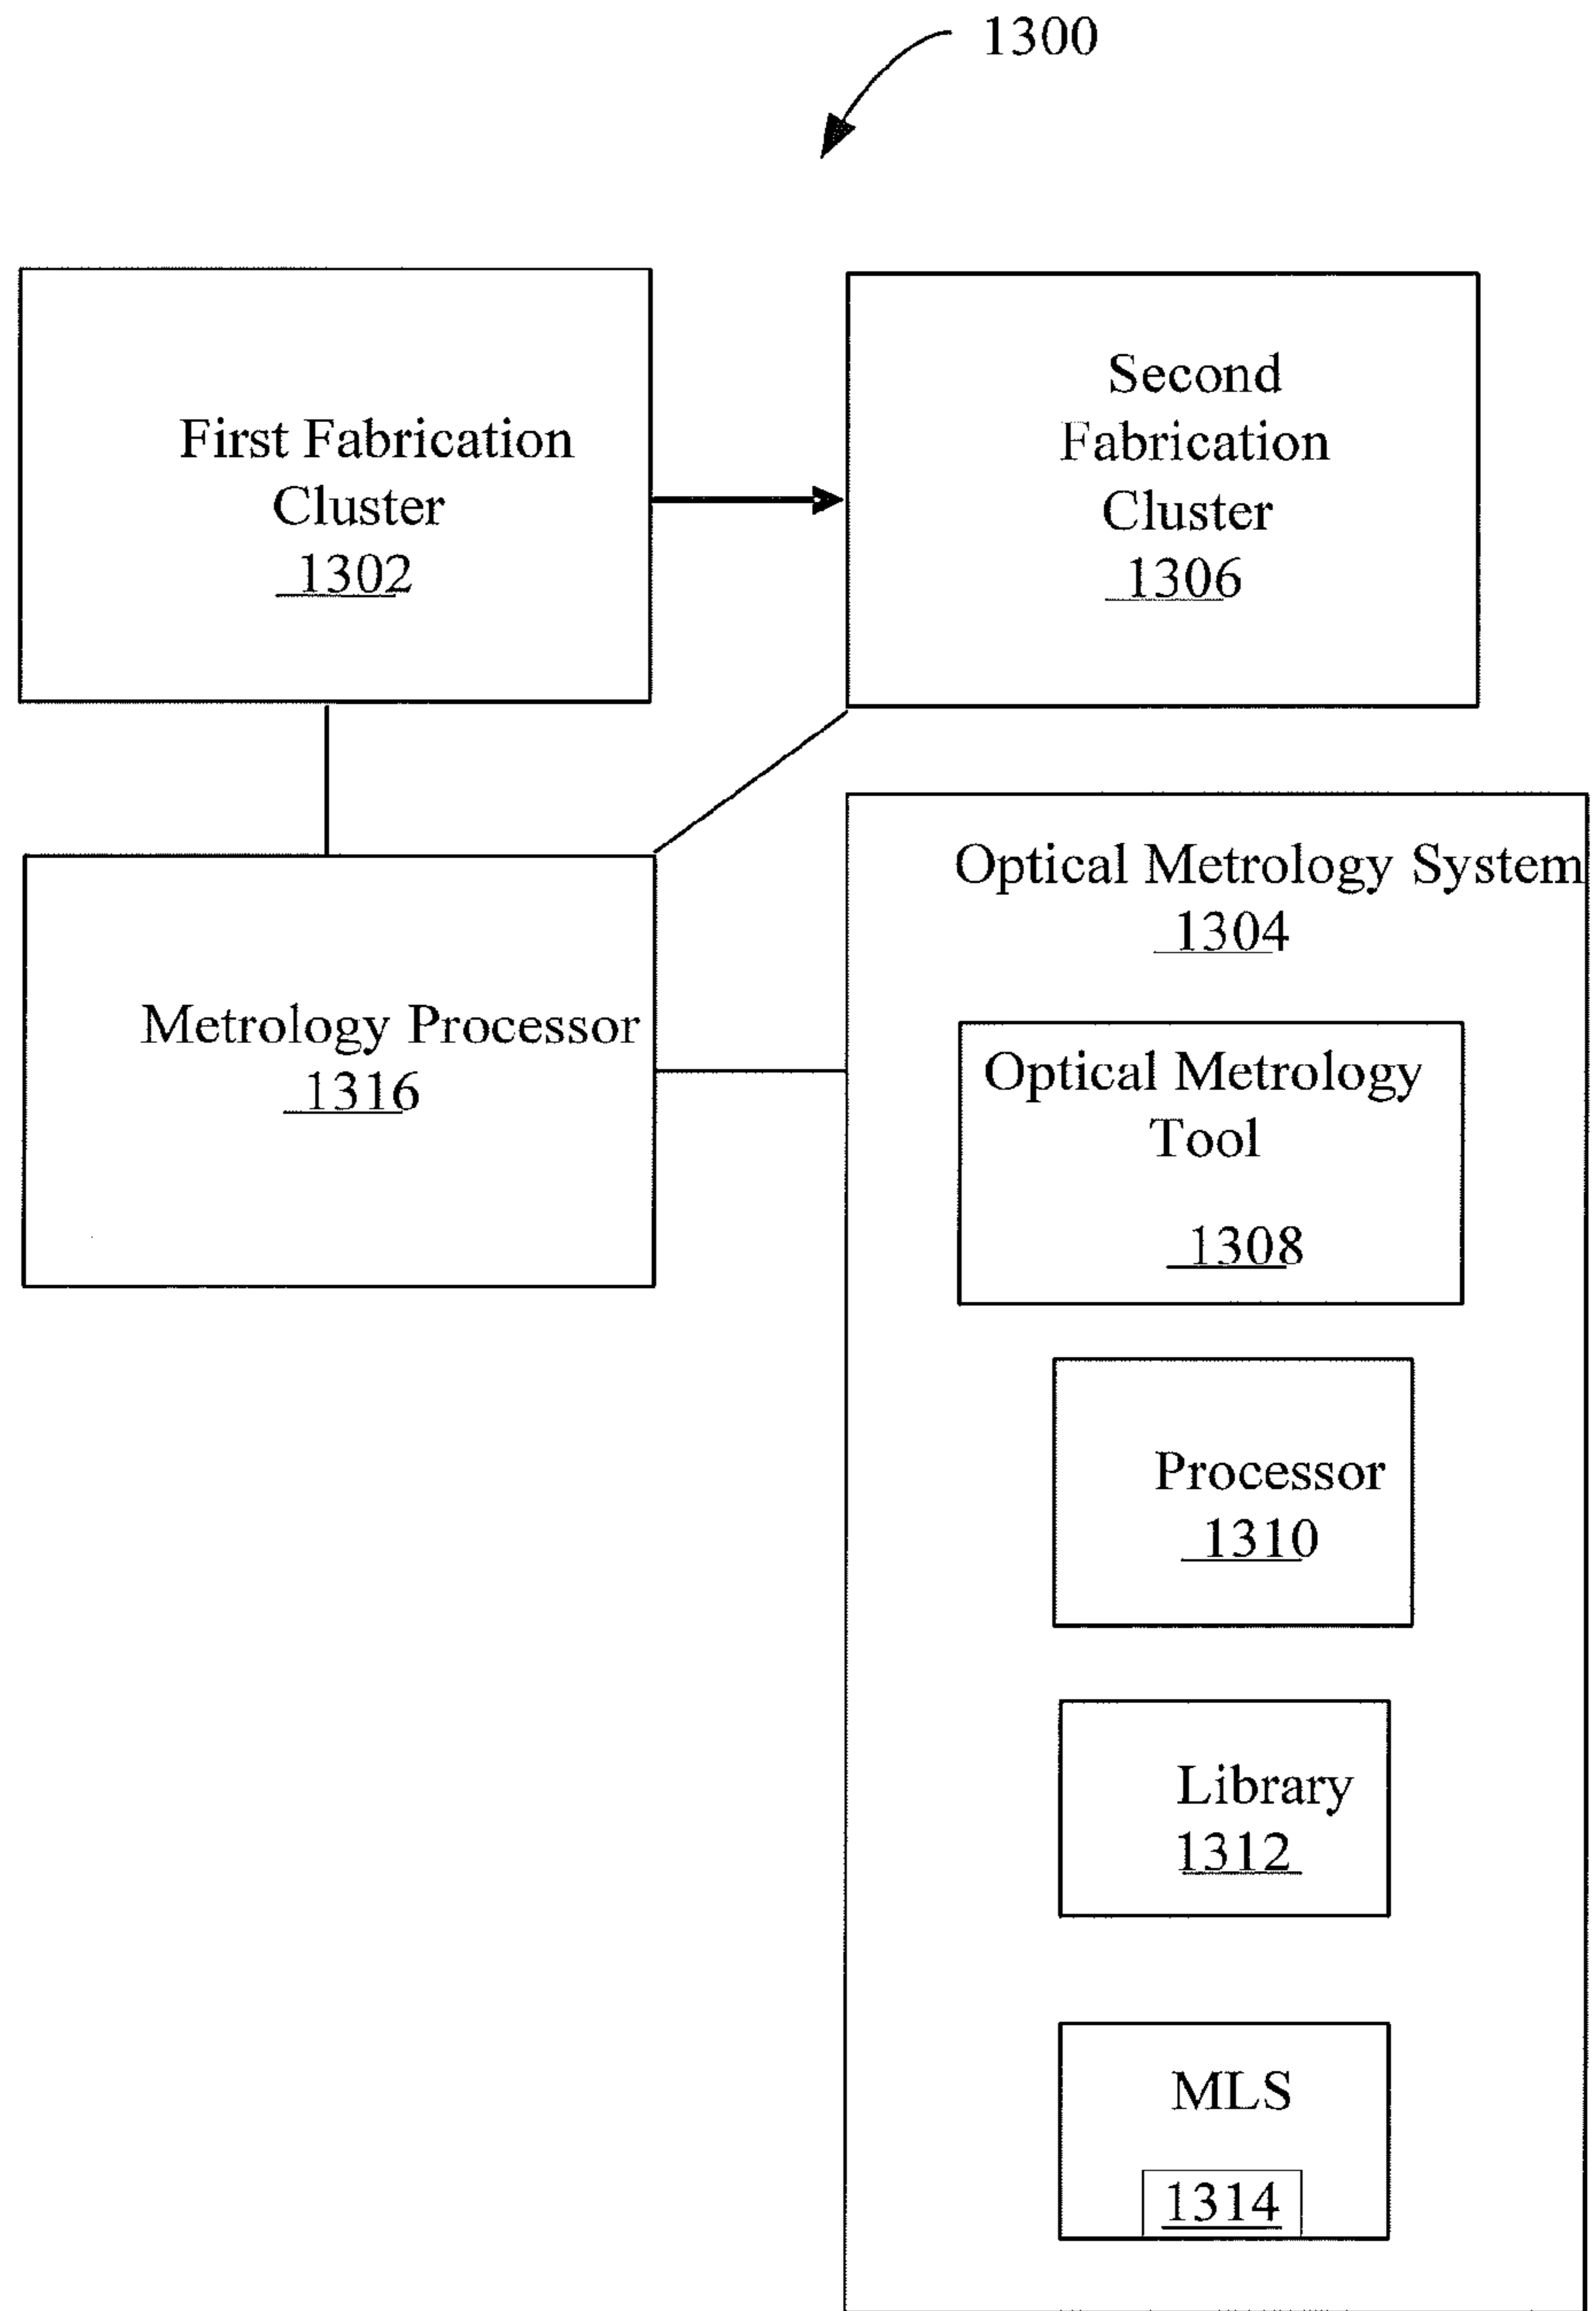 1300
First Fabrication
Cluster
1302
Second
Fabrication
Cluster
1306
Metrology Processor
1316
Optical Metrology System
1304
Optical Metrology
Tool
1308
Processor
1310
Library
1312
MLS
1314